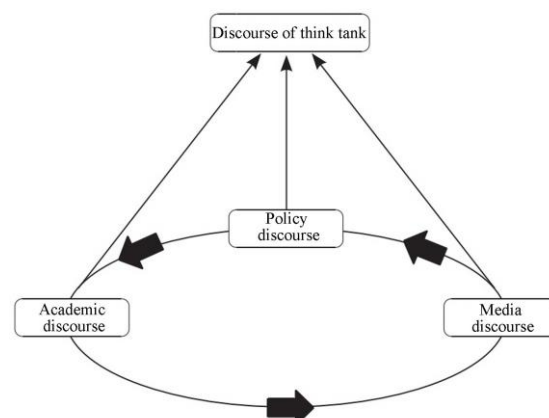 Discourse of think tank
Policy
discourse
Academic
discourse
Media
discourse